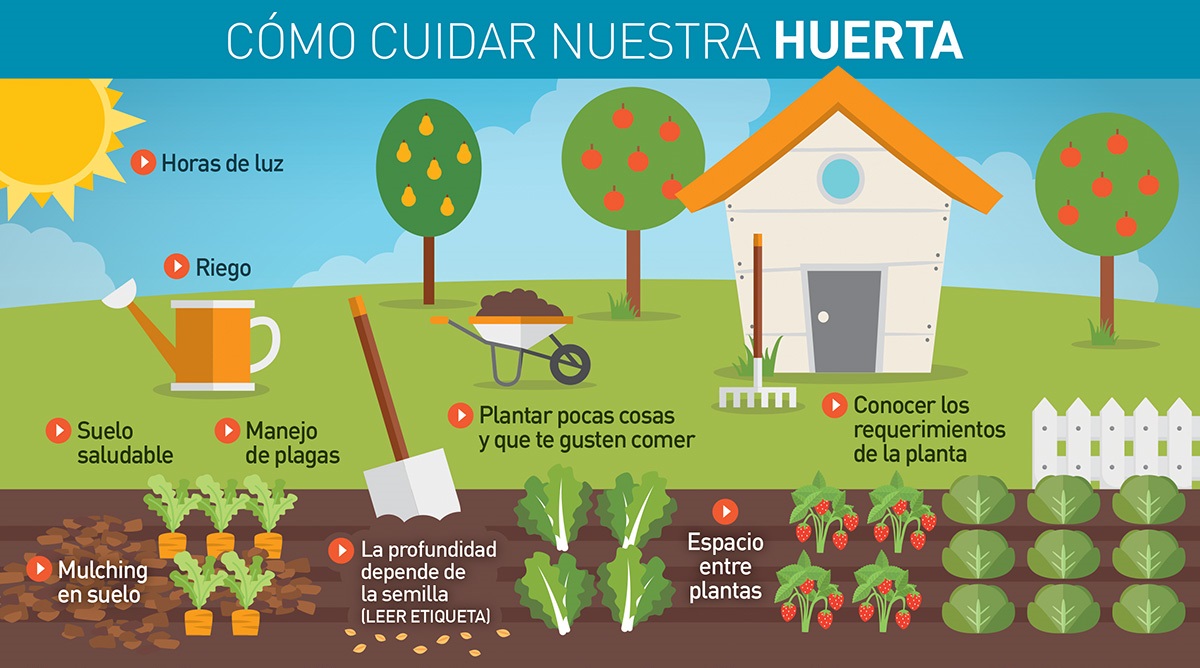 CÓMO CUIDAR NUESTRA HUERTA
Horas de luz
Riego
Suelo
saludable
Manejo
de plagas
Plantar pocas cosas
y que te gusten comer
Conocer los
requerimientos
de la planta
Mulching
en suelo
La profundidad
depende de
la semilla
(LEER ETIQUETA)
Espacio
entre
plantas